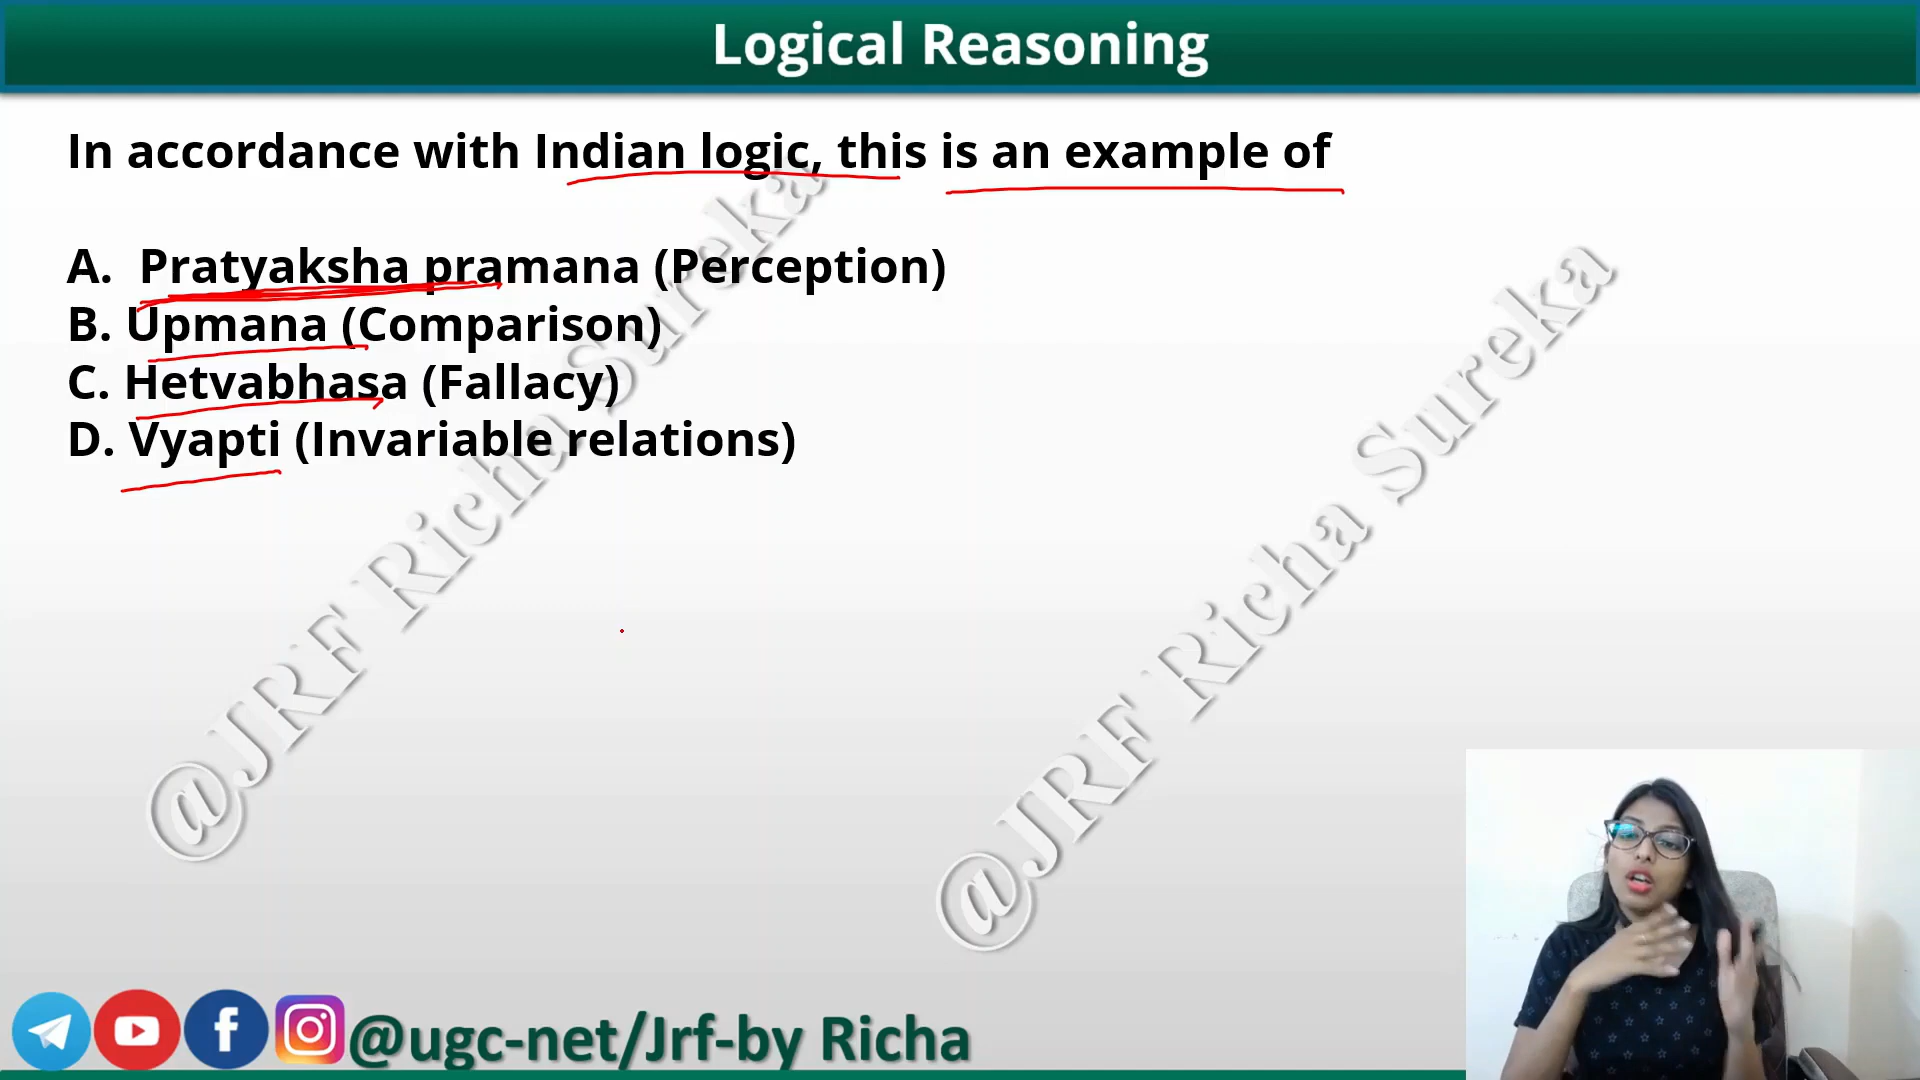 Logical Reasoning
In accordance with Indian logic, this is an example of
A. Pratyaksha pramana (Perception)
B. Upmana (Comparison)
C. Hetvabhasa (Fallacy)
D. Vyapti (Invariable relations)
@JRF Richa Sureka
@JRF Richa Sureka
@ugc-net/Jrf-by Richa